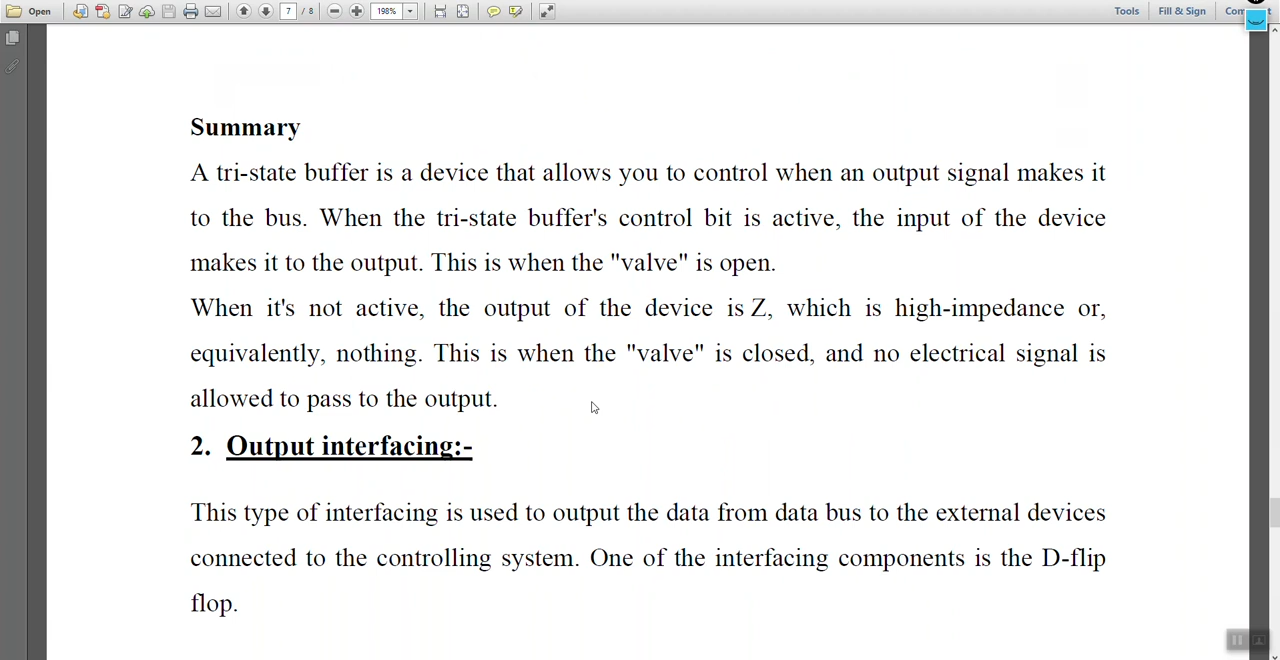 Open 7 / 8 198% Tools Fill & Sign
Summary
A tri-state buffer is a device that allows you to control when an output signal makes it
to the bus. When the tri-state buffer's control bit is active, the input of the device
makes it to the output. This is when the "valve" is open.
When it's not active, the output of the device is Z, which is high-impedance or,
equivalently, nothing. This is when the "valve" is closed, and no electrical signal is
allowed to pass to the output.
2. Output interfacing:-
This type of interfacing is used to output the data from data bus to the external devices
connected to the controlling system. One of the interfacing components is the D-flip
flop.